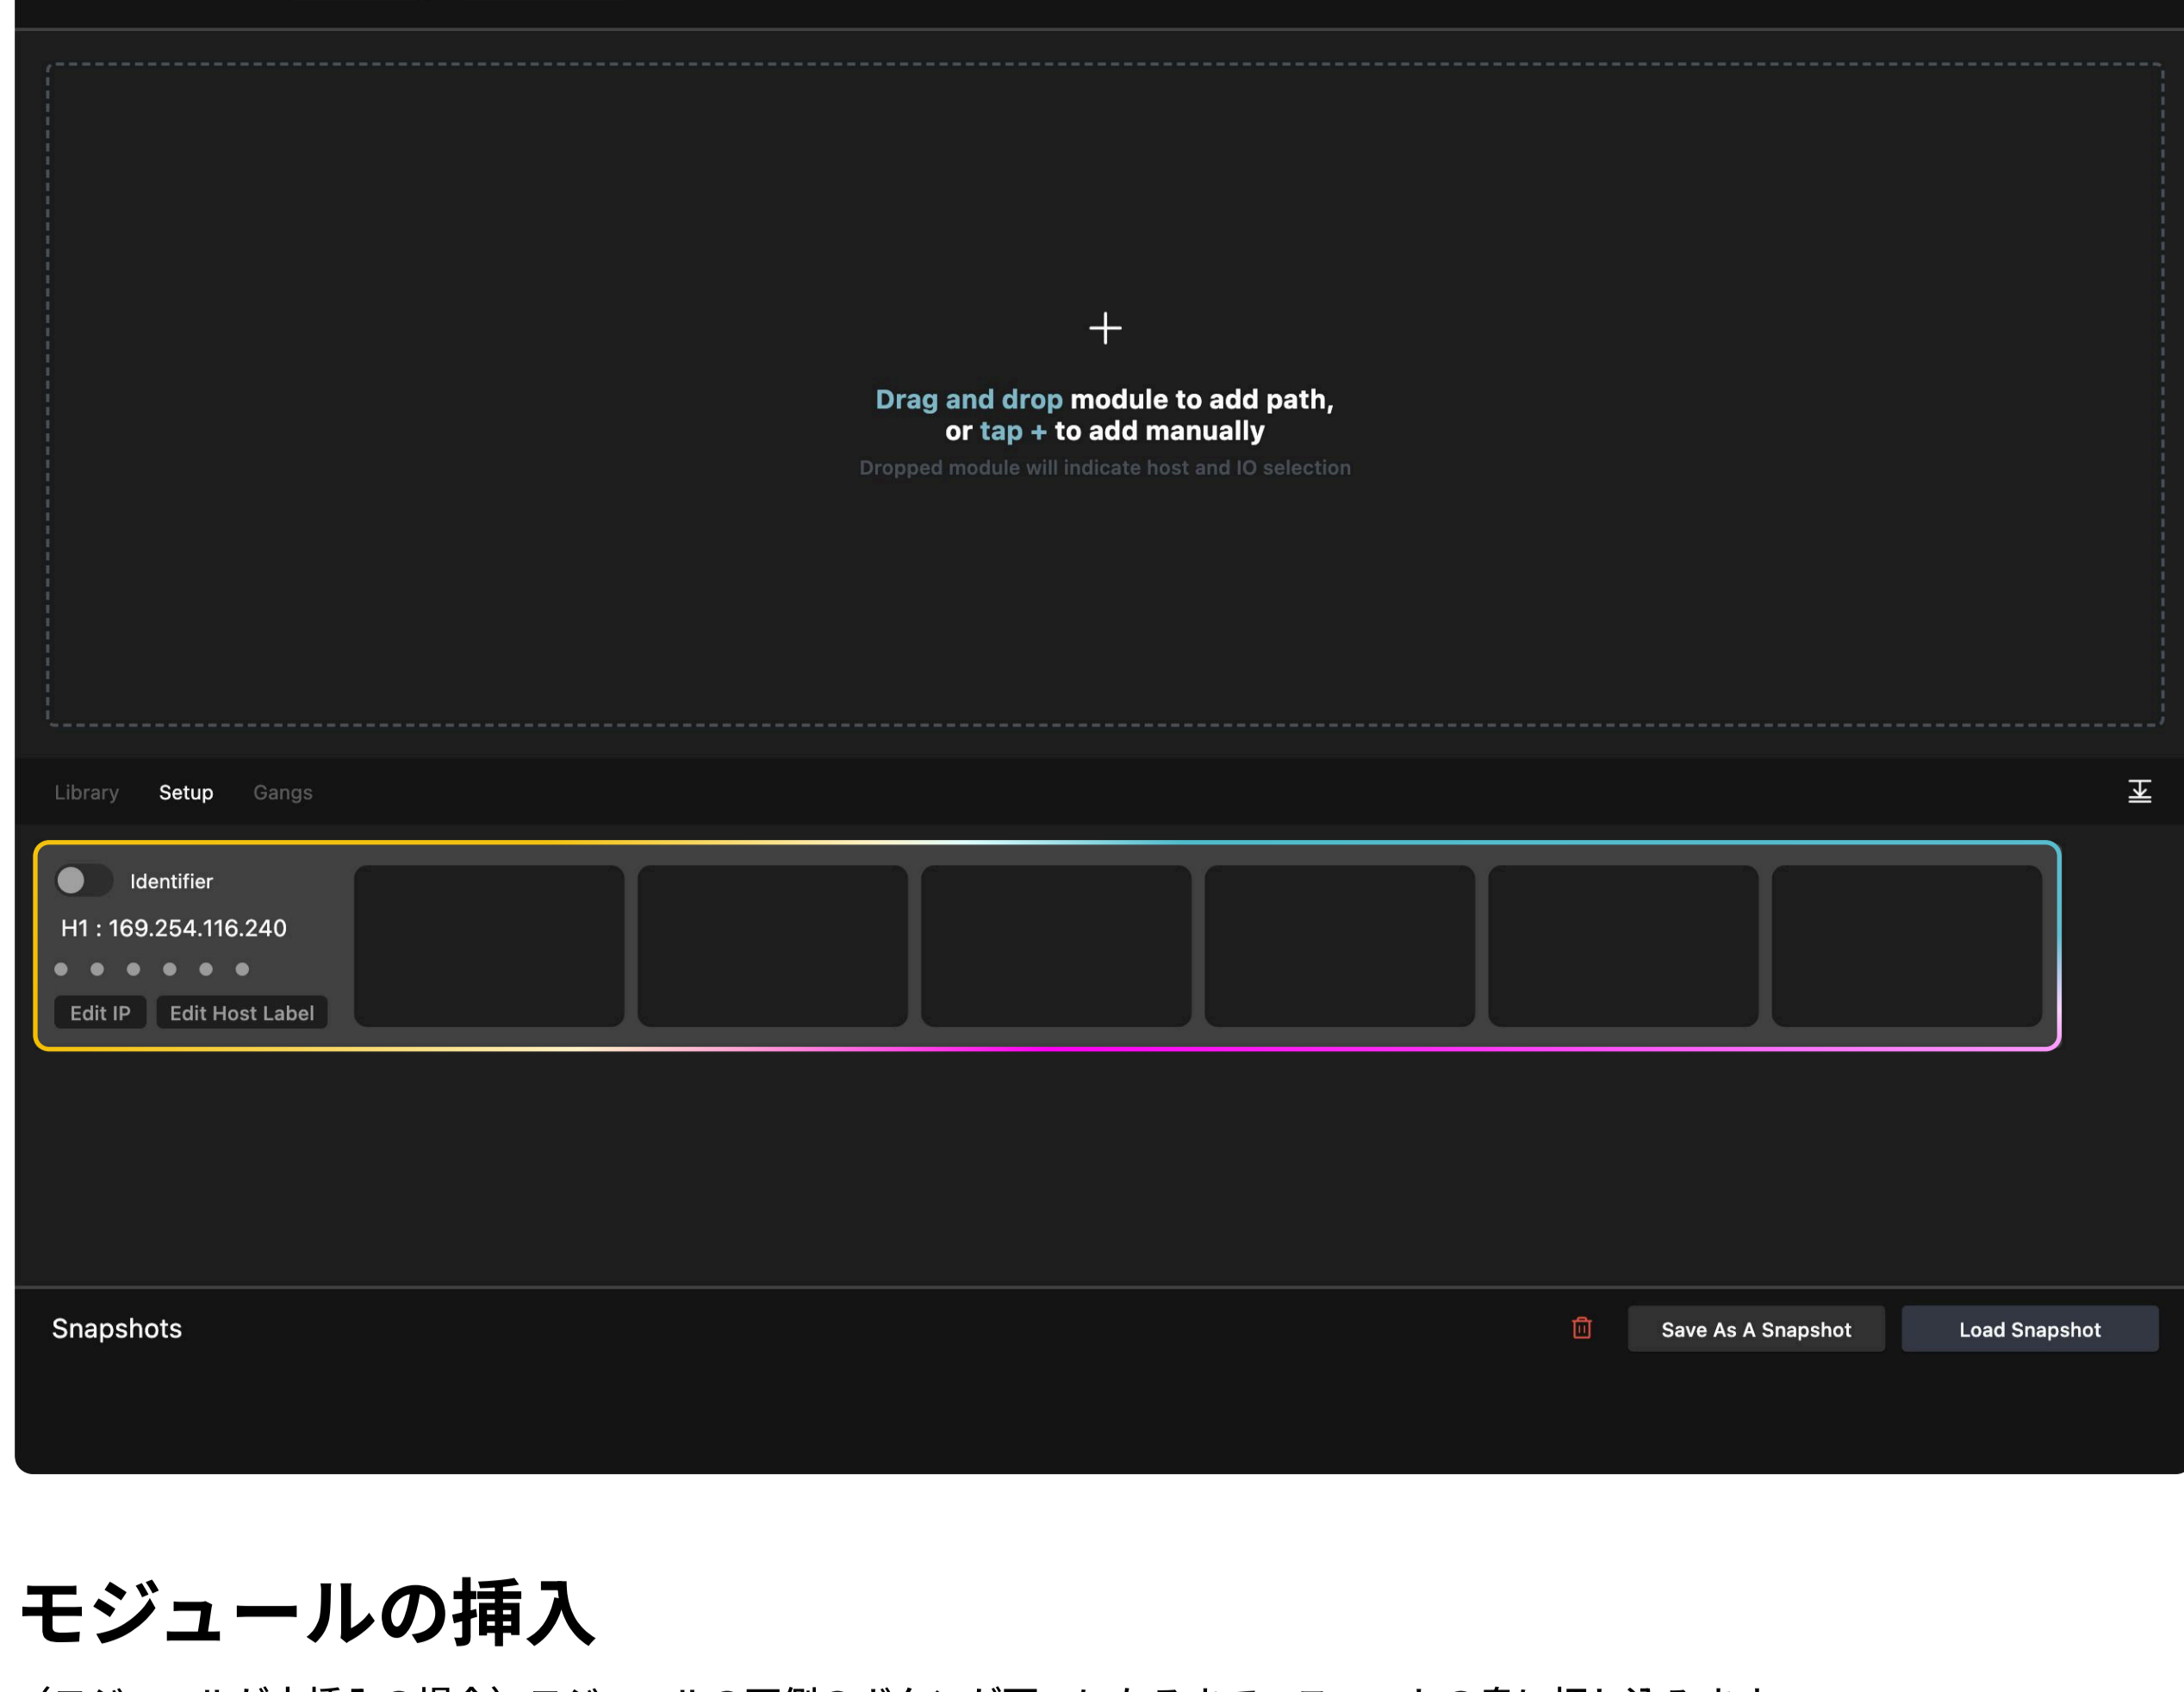 Drag and drop module to add path,
or tap + to add manually
Dropped module will indicate host and IO selection
Library Setup Gangs
Identifier
H1 : 169.254.116.240
Edit IP Edit Host Label
Snapshots
Save As A Snapshot Load Snapshot
モジュールの挿入